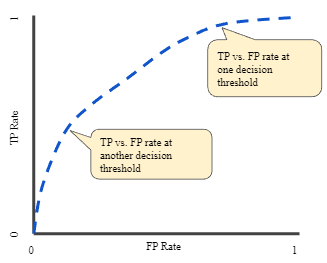 1
TP vs. FP rate at
one decision
threshold
TP Rate
TP vs. FP rate at
another decision
threshold
0
0
FP Rate
1